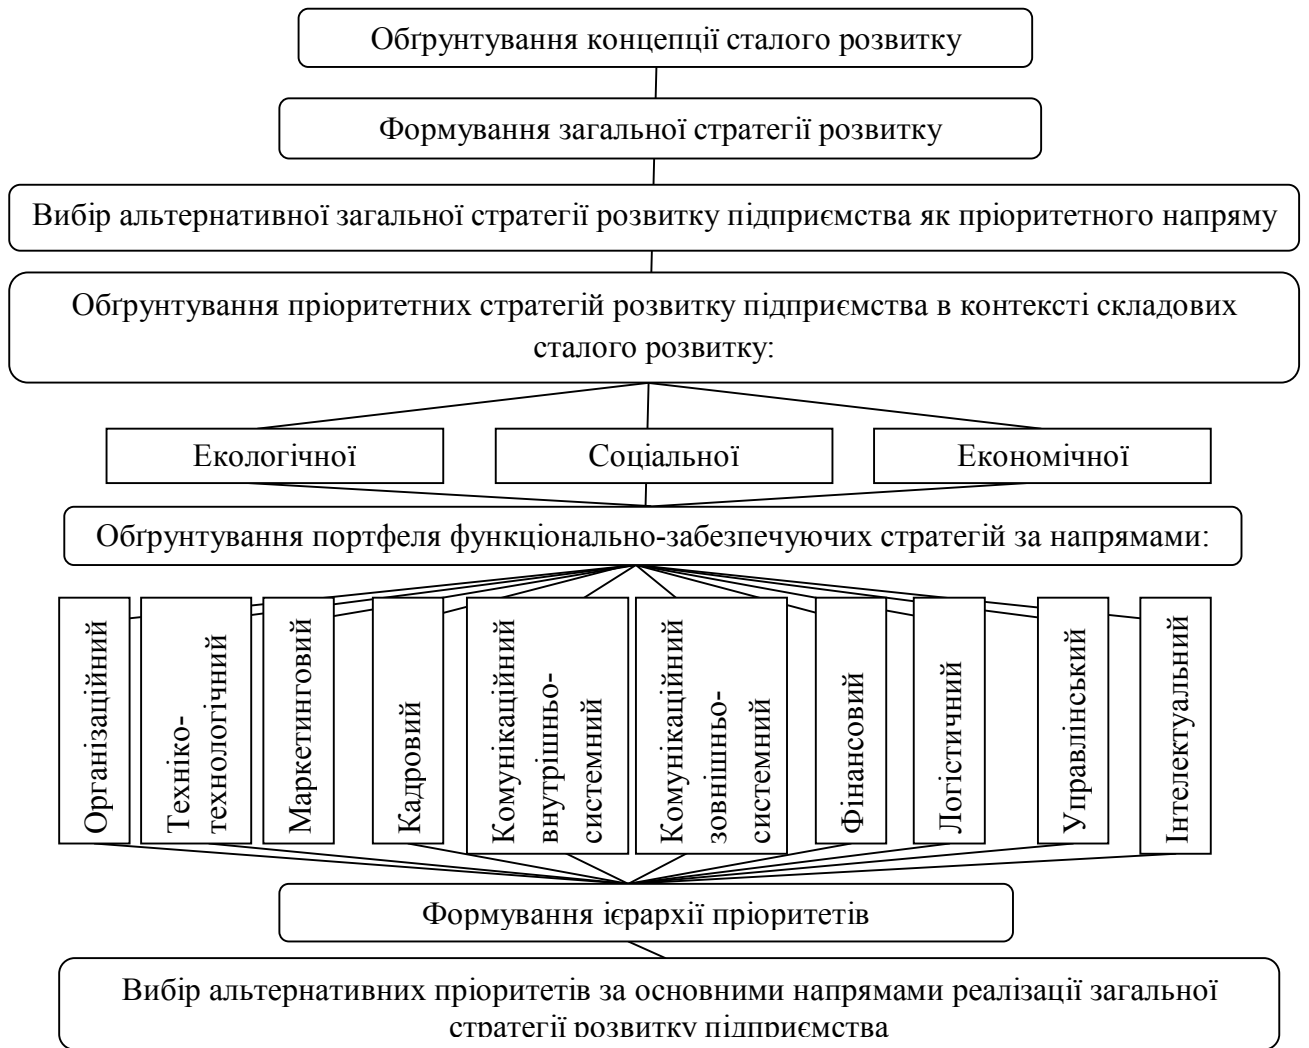 Обґрунтування концепції сталого розвитку
Формування загальної стратегії розвитку
Вибір альтернативної загальної стратегії розвитку підприємства як пріоритетного напряму
Обґрунтування пріоритетних стратегій розвитку підприємства в контексті складових
сталого розвитку:
Екологічної
Соціальної
Економічної
Обґрунтування портфеля функціонально-забезпечуючих стратегій за напрямами:
Організаційний
Техніко-
технологічний
Маркетинговий
Кадровий
Комунікаційний
внутрішньо-
системний
Комунікаційний
зовнішньо-
системний
Фінансовий
Логістичний
Управлінський
Інтелектуальний
Формування ієрархії пріоритетів
Вибір альтернативних пріоритетів за основними напрямами реалізації загальної
стратегії розвитку підприємства